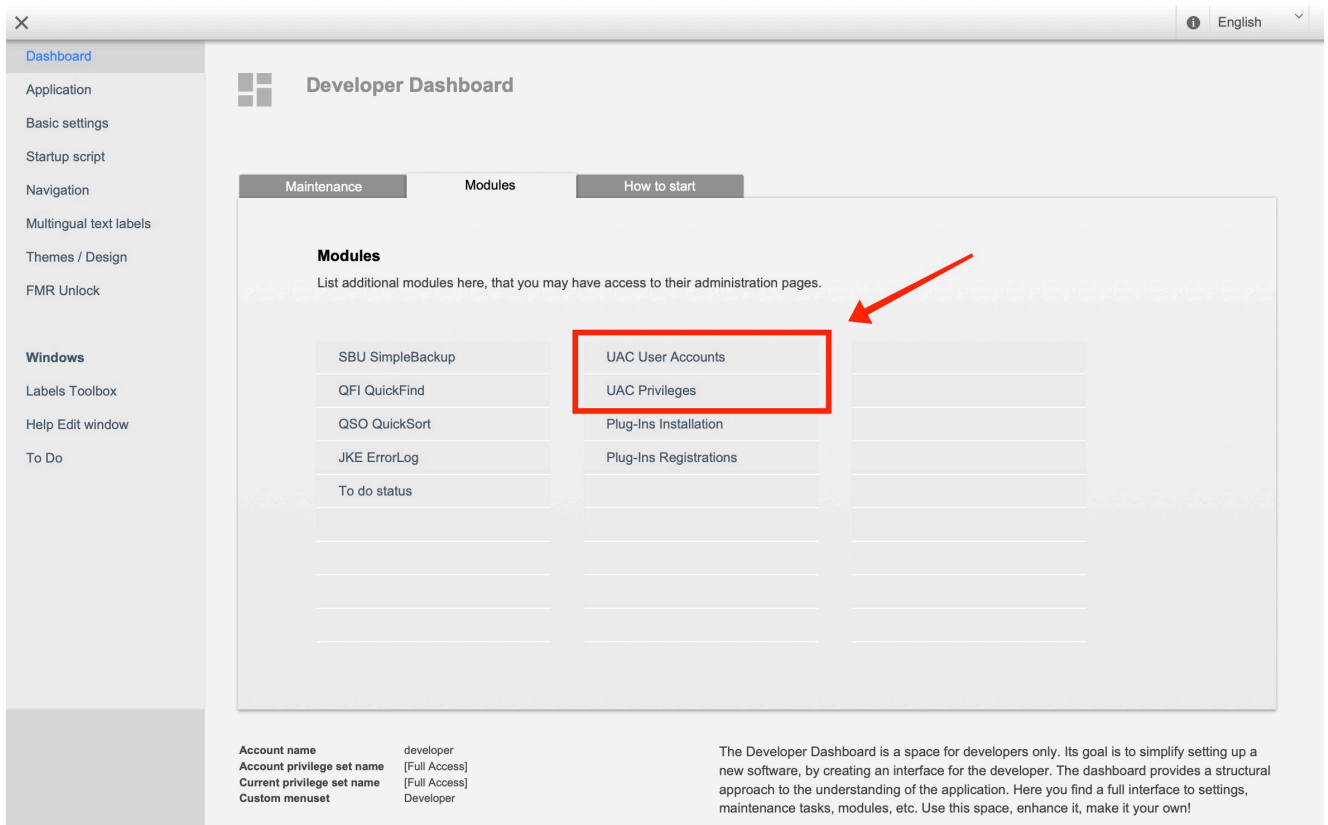 English
Dashboard
Application
Basic settings
Startup script
Navigation
Multingual text labels
Themes / Design
FMR Unlock
Windows
Labels Toolbox
Help Edit window
To Do
Developer Dashboard
Maintenance
Modules
How to start
Modules
List additional modules here, that you may have access to their administration pages.
SBU SimpleBackup
QFI QuickFind
QSO QuickSort
JKE ErrorLog
To do status
UAC User Accounts
UAC Privileges
Plug-Ins Installation
Plug-Ins Registrations
Account name developer
Account privilege set name [Full Access]
Current privilege set name [Full Access]
Custom menuset Developer
The Developer Dashboard is a space for developers only. Its goal is to simplify setting up a
new software, by creating an interface for the developer. The dashboard provides a structural
approach to the understanding of the application. Here you find a full interface to settings,
maintenance tasks, modules, etc. Use this space, enhance it, make it your own!